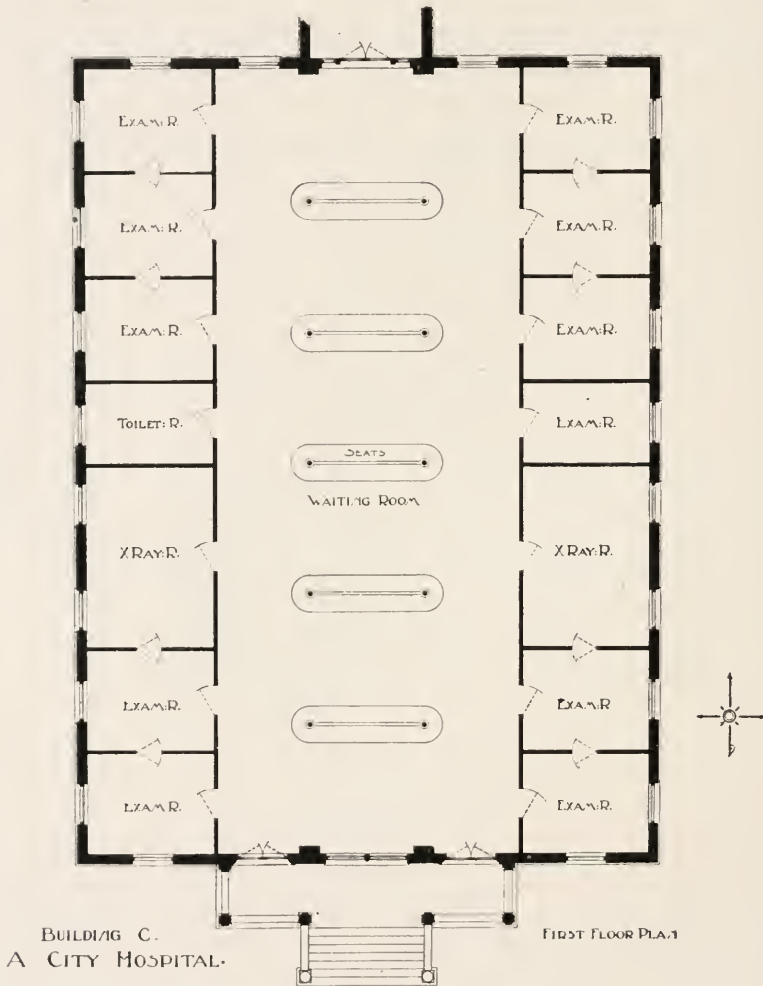 EXAM: R. EXAM: R.
EXAM: R. EXAM: R.
EXAM: R. EXAM: R.
TOILET: R. EXAM: R.
SEATS
WAITING ROOM
X RAY: R. X RAY: R.
EXAM: R. EXAM: R
EXAM: R. EXAM: R.
BUILDING C. FIRST FLOOR PLAN
A CITY HOSPITAL.